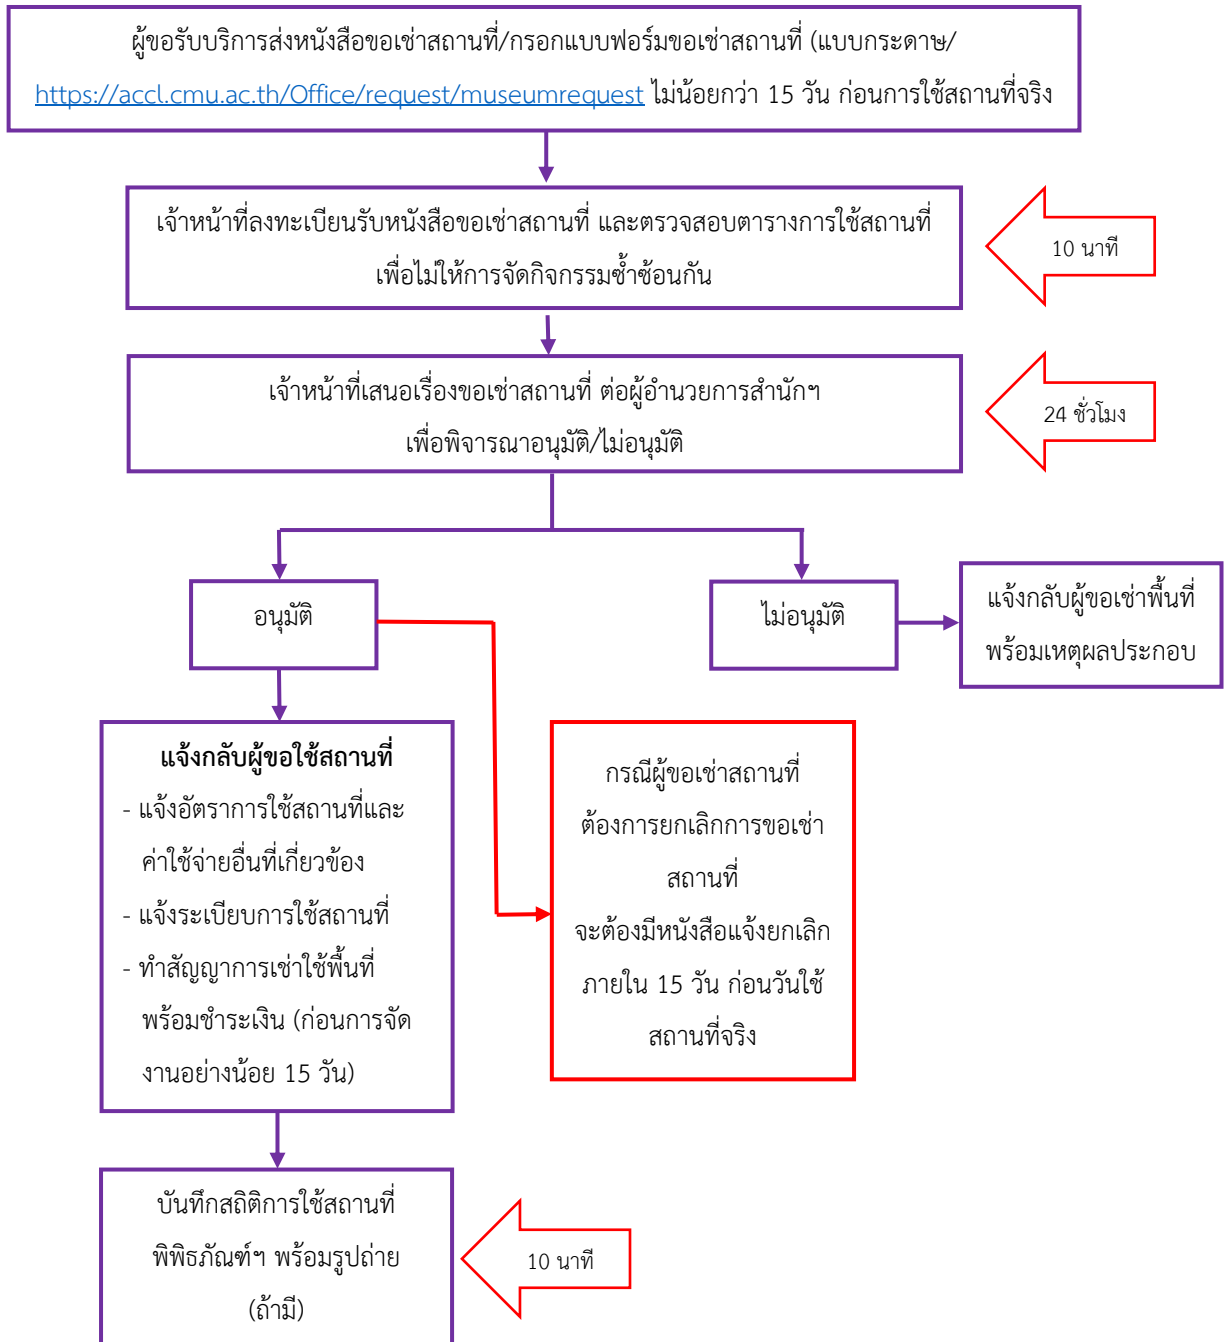 ผู้ขอรับบริการส่งหนังสือขอเช่าสถานที่/กรอกแบบฟอร์มขอเช่าสถานที่ (แบบกระดาษ/
https://accl.cmu.ac.th/Office/request/museumrequest ไม่น้อยกว่า 15 วัน ก่อนการใช้สถานที่จริง
เจ้าหน้าที่ลงทะเบียนรับหนังสือขอเช่าสถานที่ และตรวจสอบตารางการใช้สถานที่
เพื่อไม่ให้การจัดกิจกรรมซ้ำซ้อนกัน
10 นาที
เจ้าหน้าที่เสนอเรื่องขอเช่าสถานที่ ต่อผู้อำนวยการสำนักฯ
เพื่อพิจารณาอนุมัติ/ไม่อนุมัติ
24 ชั่วโมง
อนุมัติ
ไม่อนุมัติ
แจ้งกลับผู้ขอเช่าพื้นที่
พร้อมเหตุผลประกอบ
แจ้งกลับผู้ขอใช้สถานที่
- แจ้งอัตราการใช้สถานที่และ
ค่าใช้จ่ายอื่นที่เกี่ยวข้อง
- แจ้งระเบียบการใช้สถานที่
- ทำสัญญาการเช่าใช้พื้นที่
พร้อมชำระเงิน (ก่อนการจัด
งานอย่างน้อย 15 วัน)
กรณีผู้ขอเช่าสถานที่
ต้องการยกเลิกการขอเช่า
สถานที่
จะต้องมีหนังสือแจ้งยกเลิก
ภายใน 15 วัน ก่อนวันใช้
สถานที่จริง
บันทึกสถิติการใช้สถานที่
พิพิธภัณฑ์ฯ พร้อมรูปถ่าย
(ถ้ามี)
10 นาที